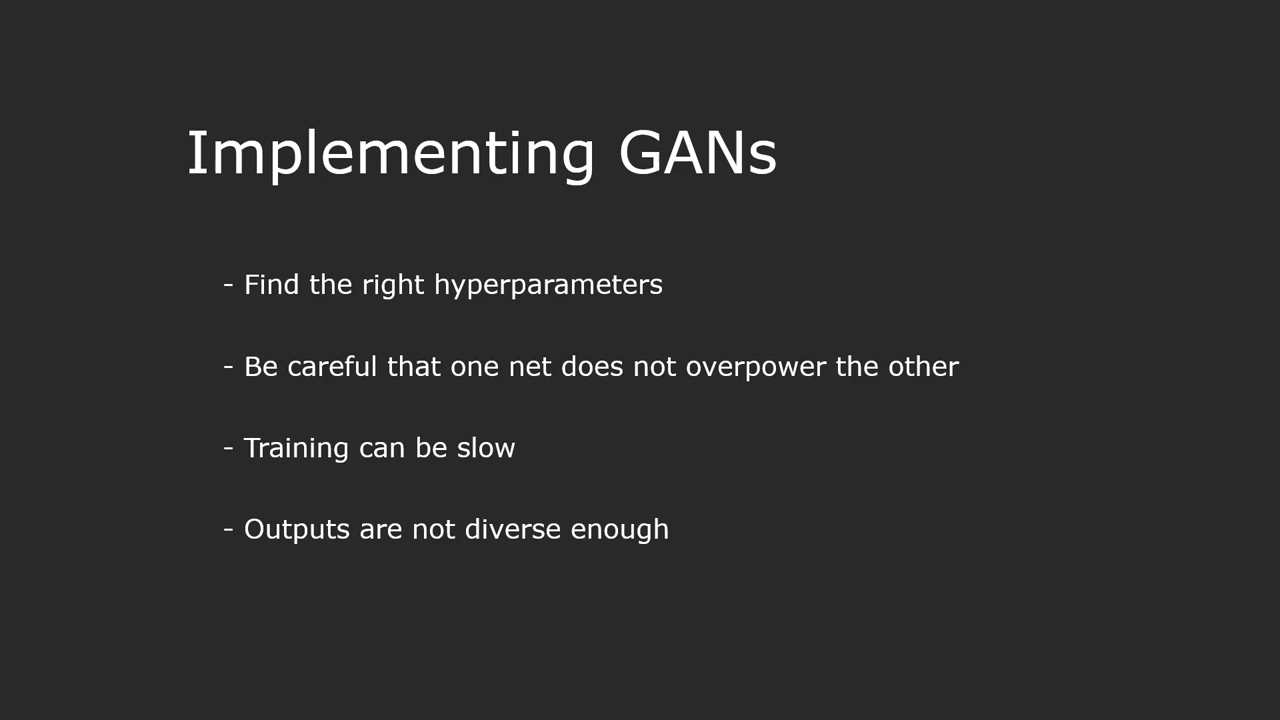 Implementing GANs
- Find the right hyperparameters
- Be careful that one net does not overpower the other
- Training can be slow
- Outputs are not diverse enough